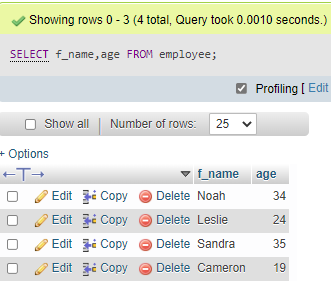 Showing rows 0 - 3 (4 total, Query took 0.0010 seconds.)
SELECT f_name,age FROM employee;
Profiling [ Edit
Show all Number of rows: 25
+ Options
←T→ f_name age
Edit Copy Delete Noah 34
Edit Copy Delete Leslie 24
Edit Copy Delete Sandra 35
Edit Copy Delete Cameron 19